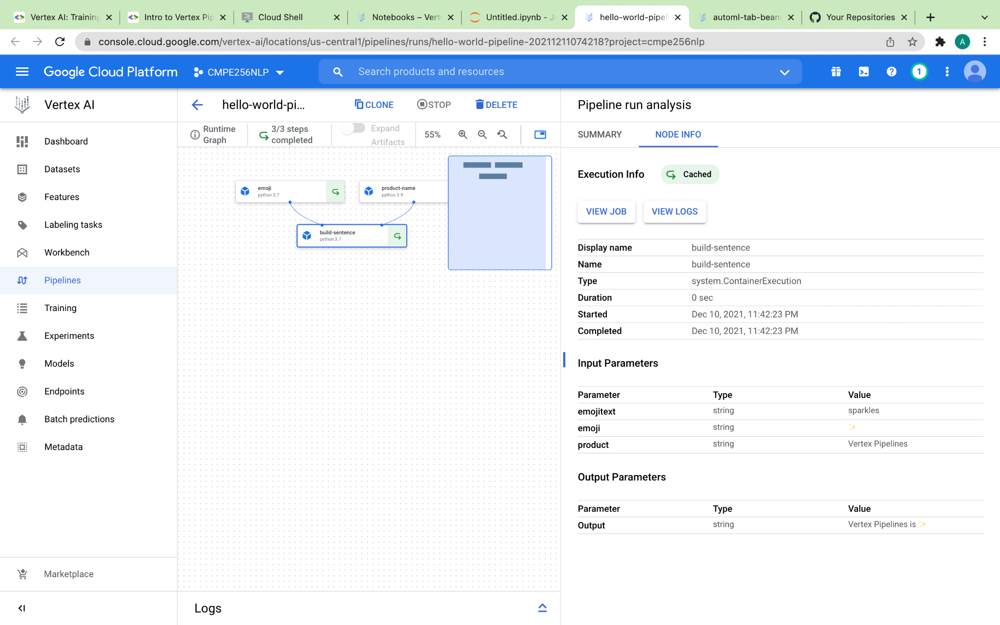 Vertex AI: Training
Intro to Vertex Pip
Cloud Shell
Notebooks – Verte
Untitled.ipynb - J
hello-world-pipeli
automl-tab-beans
Your Repositories
console.cloud.google.com/vertex-ai/locations/us-central1/pipelines/runs/hello-world-pipeline-20211211074218?project=cmpe256nlp
A
Google Cloud Platform
CMPE256NLP
Search products and resources
1
Vertex AI
Dashboard
Datasets
Features
Labeling tasks
Workbench
Pipelines
Training
Experiments
Models
Endpoints
Batch predictions
Metadata
Marketplace
hello-world-pi...
CLONE
STOP
DELETE
Runtime
Graph
3/3 steps
completed
Expand
Artifacts
55%
emoji
python:3.7
product-name
python:3.9
build-sentence
python:3.7
Logs
Pipeline run analysis
SUMMARY
NODE INFO
Execution Info
Cached
VIEW JOB
VIEW LOGS
Display name build-sentence
Name build-sentence
Type system.ContainerExecution
Duration 0 sec
Started Dec 10, 2021, 11:42:23 PM
Completed Dec 10, 2021, 11:42:23 PM
Input Parameters
Parameter Type Value
emojitext string sparkles
emoji string ✨
product string Vertex Pipelines
Output Parameters
Parameter Type Value
Output string Vertex Pipelines is ✨